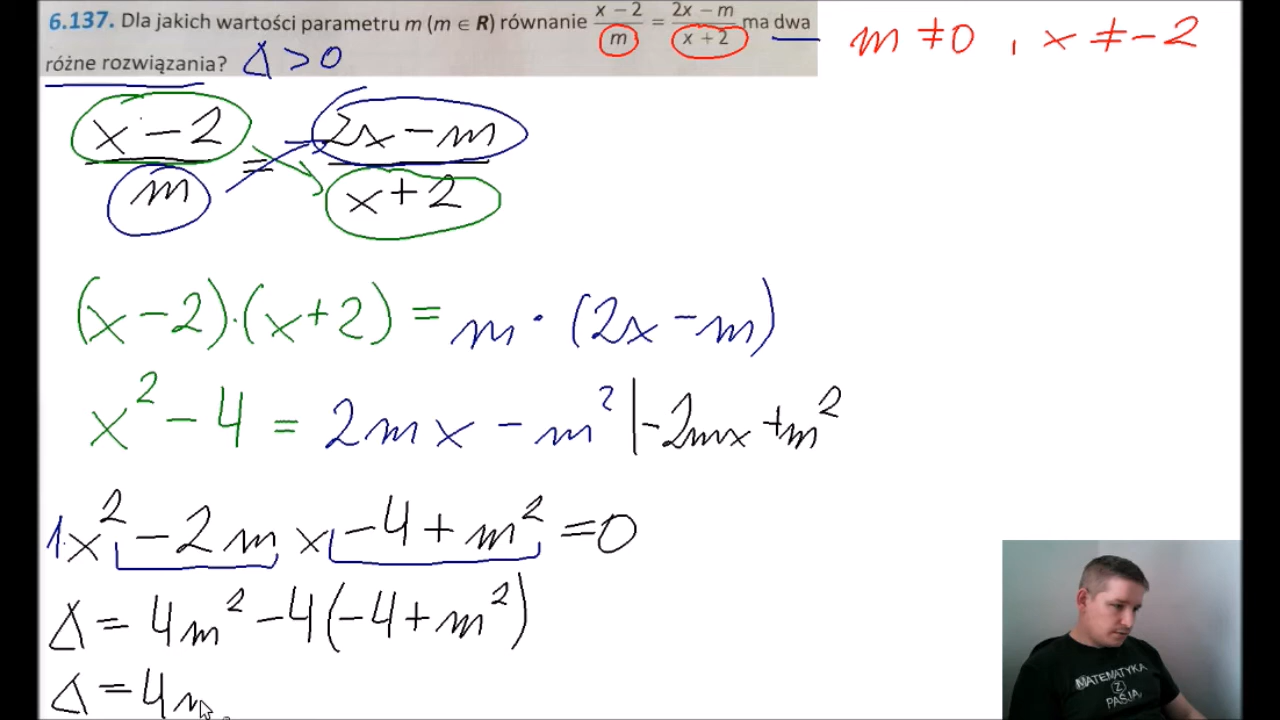 6.137. Dla jakich wartości parametru m (m ∈ R) równanie (x − 2)/m = (2x − m)/(x + 2) ma dwa
różne rozwiązania? Δ > 0
m ≠ 0, x ≠ −2
(x − 2)/m = (2x − m)/(x + 2)
(x − 2)·(x + 2) = m · (2x − m)
x² − 4 = 2mx − m² | −2mx + m²
1·x² − 2mx − 4 + m² = 0
Δ = 4m² − 4(−4 + m²)
Δ = 4m
MATEMATYKA
Z
PASJĄ